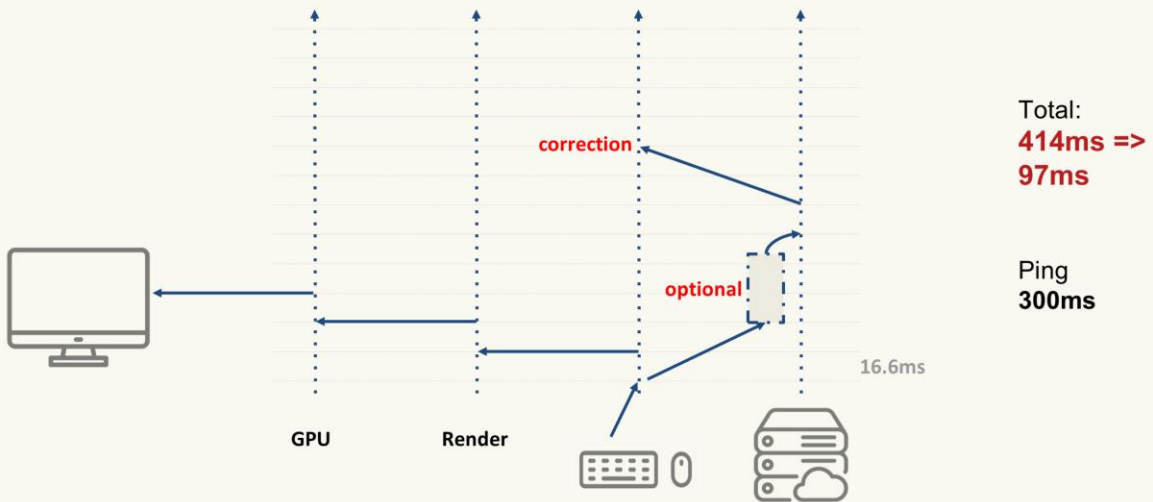 correction
Total:
414ms =>
97ms
optional
Ping
300ms
16.6ms
GPU
Render